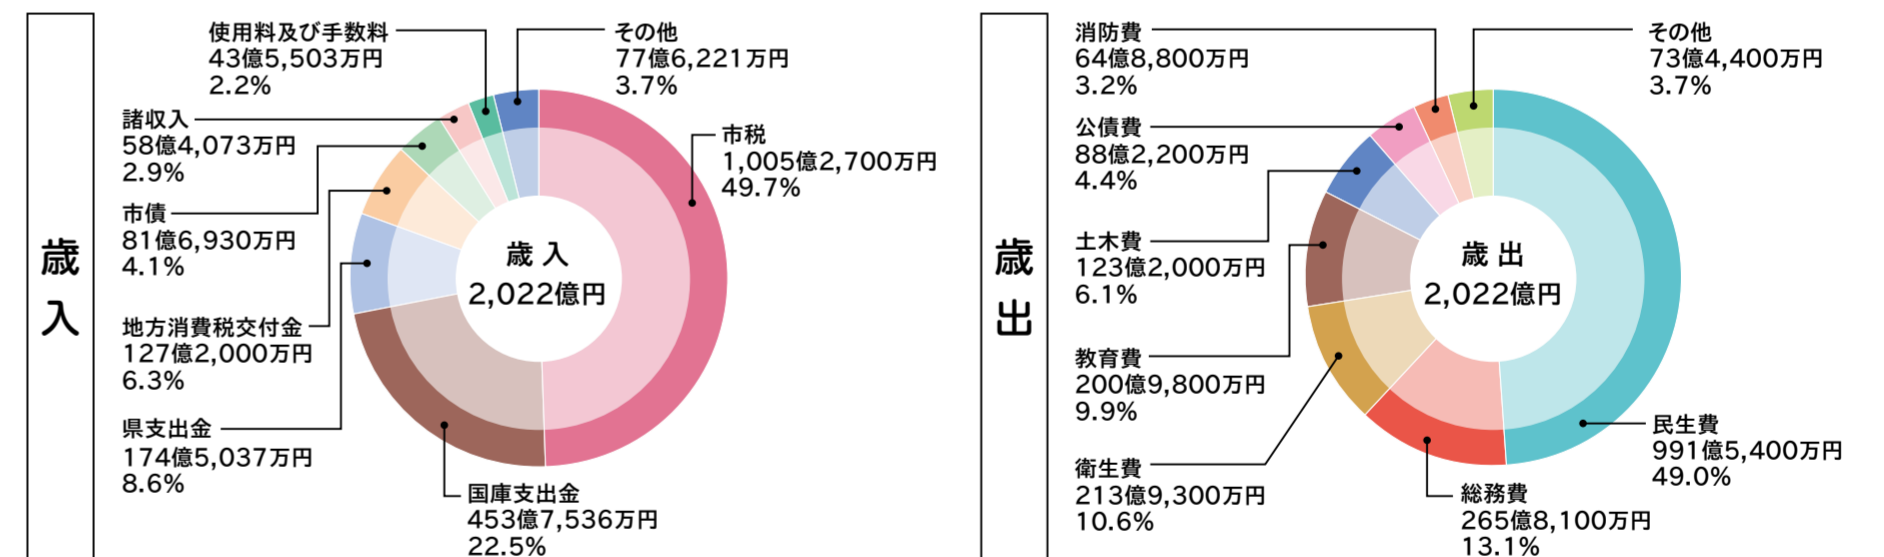 歳入
使用料及び手数料
43億5,503万円
2.2%
その他
77億6,221万円
3.7%
諸収入
58億4,073万円
2.9%
市税
1,005億2,700万円
49.7%
市債
81億6,930万円
4.1%
歳入
2,022億円
地方消費税交付金
127億2,000万円
6.3%
県支出金
174億5,037万円
8.6%
国庫支出金
453億7,536万円
22.5%
歳出
消防費
64億8,800万円
3.2%
その他
73億4,400万円
3.7%
公債費
88億2,200万円
4.4%
土木費
123億2,000万円
6.1%
歳出
2,022億円
教育費
200億9,800万円
9.9%
民生費
991億5,400万円
49.0%
衛生費
213億9,300万円
10.6%
総務費
265億8,100万円
13.1%